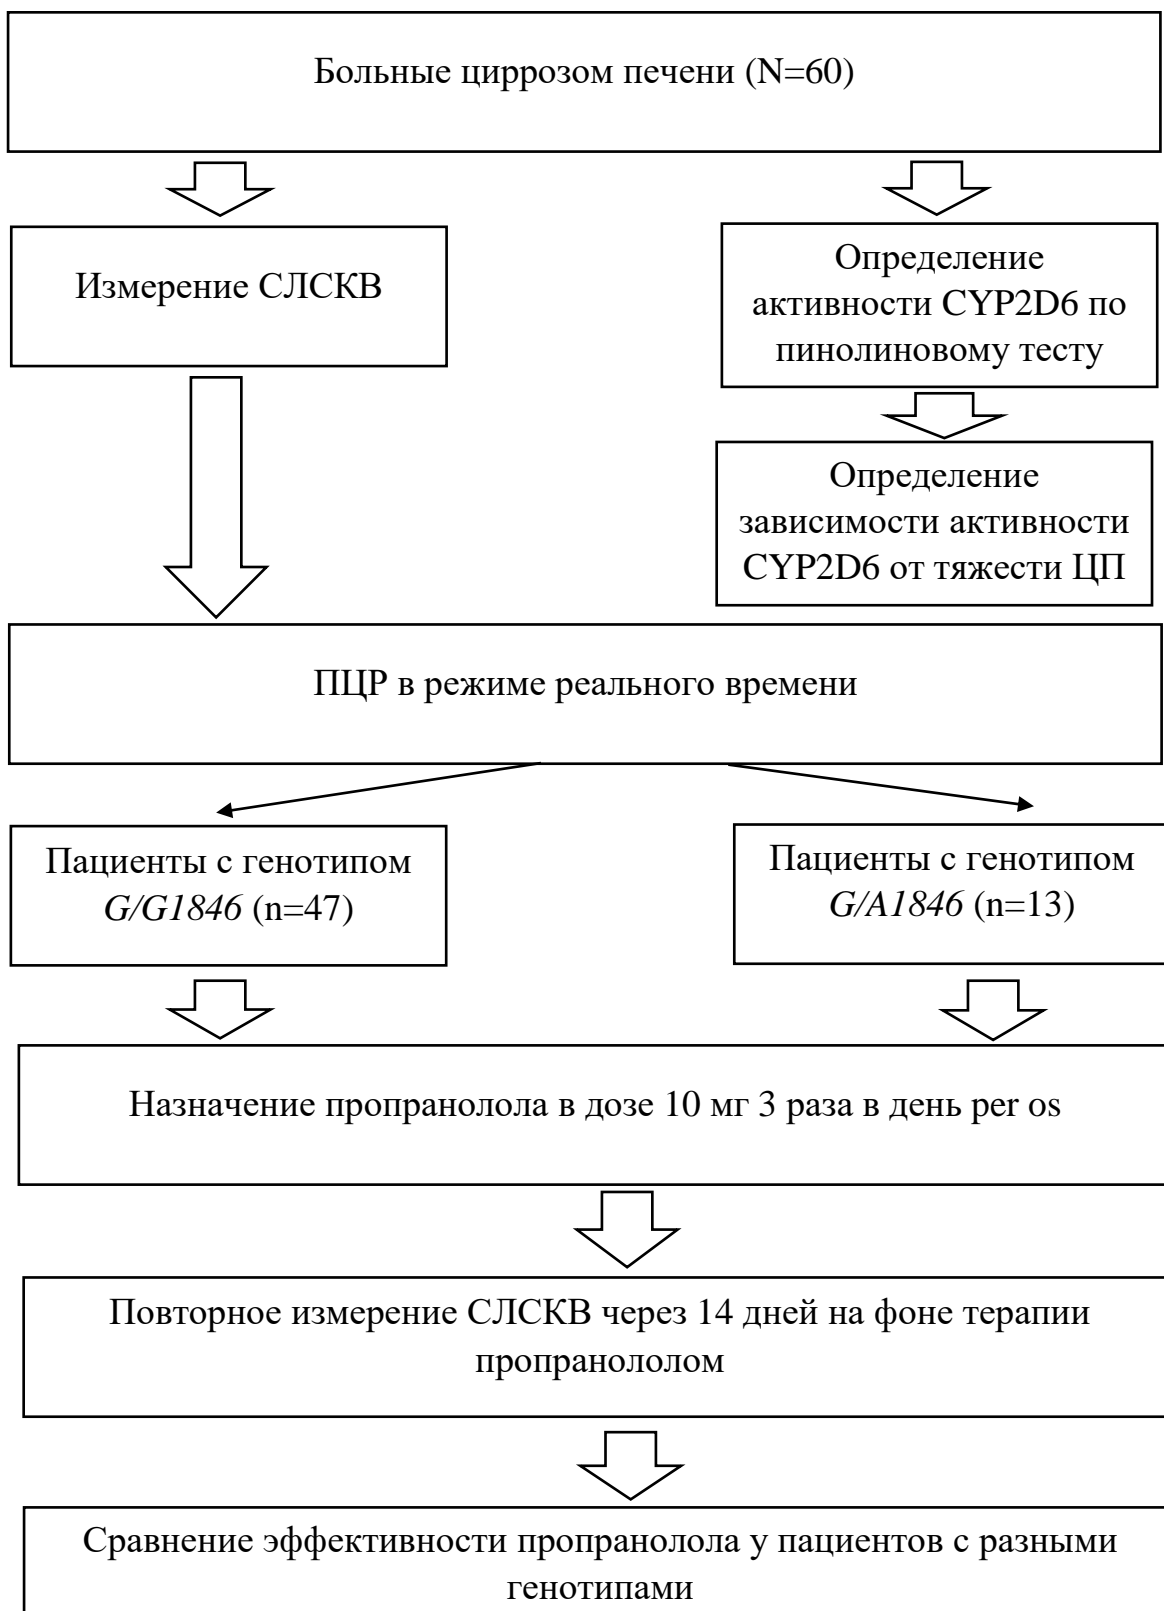 Больные циррозом печени (N=60)
Измерение СЛСКВ
Определение
активности CYP2D6 по
пинолиновому тесту
Определение
зависимости активности
CYP2D6 от тяжести ЦП
ПЦР в режиме реального времени
Пациенты с генотипом
G/G1846 (n=47)
Пациенты с генотипом
G/A1846 (n=13)
Назначение пропранолола в дозе 10 мг 3 раза в день per os
Повторное измерение СЛСКВ через 14 дней на фоне терапии
пропранололом
Сравнение эффективности пропранолола у пациентов с разными
генотипами